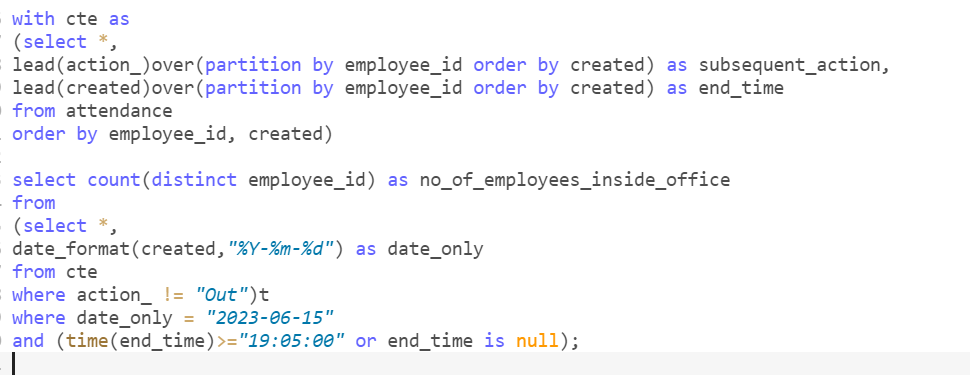 with cte as
(select *,
lead(action_)over(partition by employee_id order by created) as subsequent_action,
lead(created)over(partition by employee_id order by created) as end_time
from attendance
order by employee_id, created)
select count(distinct employee_id) as no_of_employees_inside_office
from
(select *,
date_format(created,"%Y-%m-%d") as date_only
from cte
where action_ != "Out")t
where date_only = "2023-06-15"
and (time(end_time)>="19:05:00" or end_time is null);